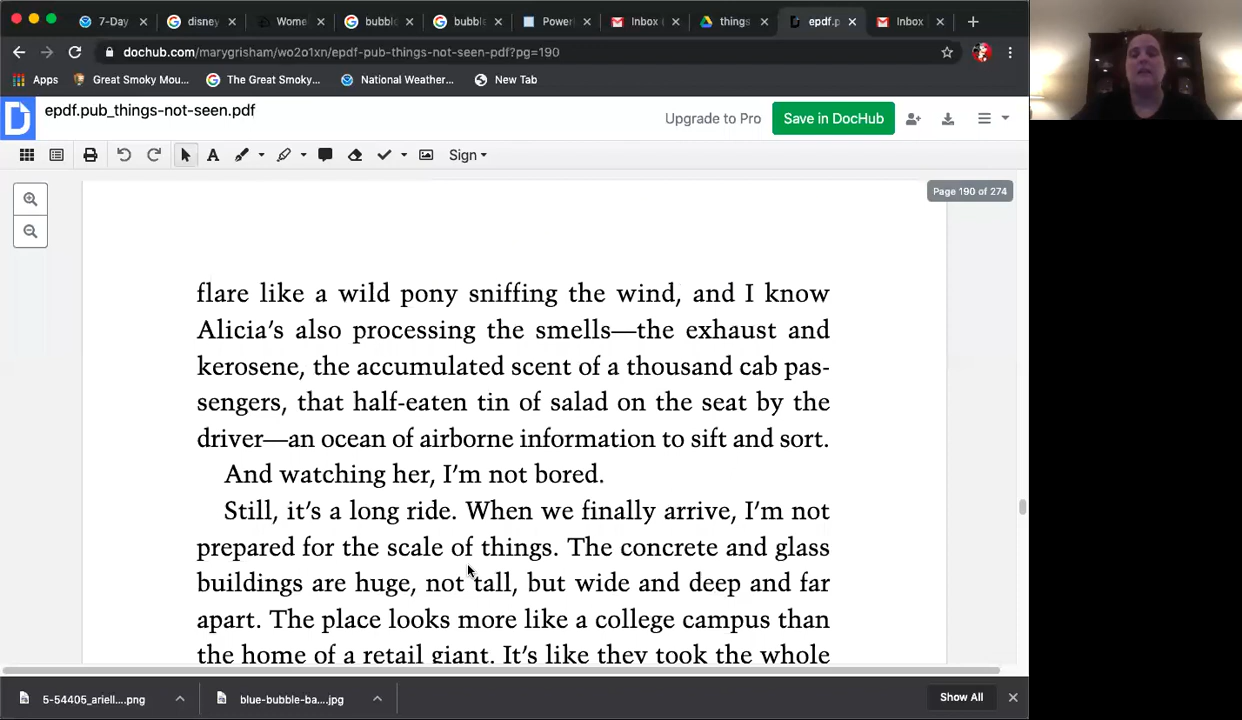 7-Day
disney
Wome
bubbl
bubble
Power
Inbox (
things
epdf.p
Inbox
dochub.com/marygrisham/wo2o1xn/epdf-pub-things-not-seen-pdf?pg=190
Apps
Great Smoky Mou...
The Great Smoky...
National Weather...
New Tab
epdf.pub_things-not-seen.pdf
Upgrade to Pro
Save in DocHub
A
Sign
Page 190 of 274
flare like a wild pony sniffing the wind, and I know
Alicia's also processing the smells—the exhaust and
kerosene, the accumulated scent of a thousand cab pas-
sengers, that half-eaten tin of salad on the seat by the
driver—an ocean of airborne information to sift and sort.
And watching her, I'm not bored.
Still, it's a long ride. When we finally arrive, I'm not
prepared for the scale of things. The concrete and glass
buildings are huge, not tall, but wide and deep and far
apart. The place looks more like a college campus than
the home of a retail giant. It's like they took the whole
5-54405_ariell....png
blue-bubble-ba....jpg
Show All